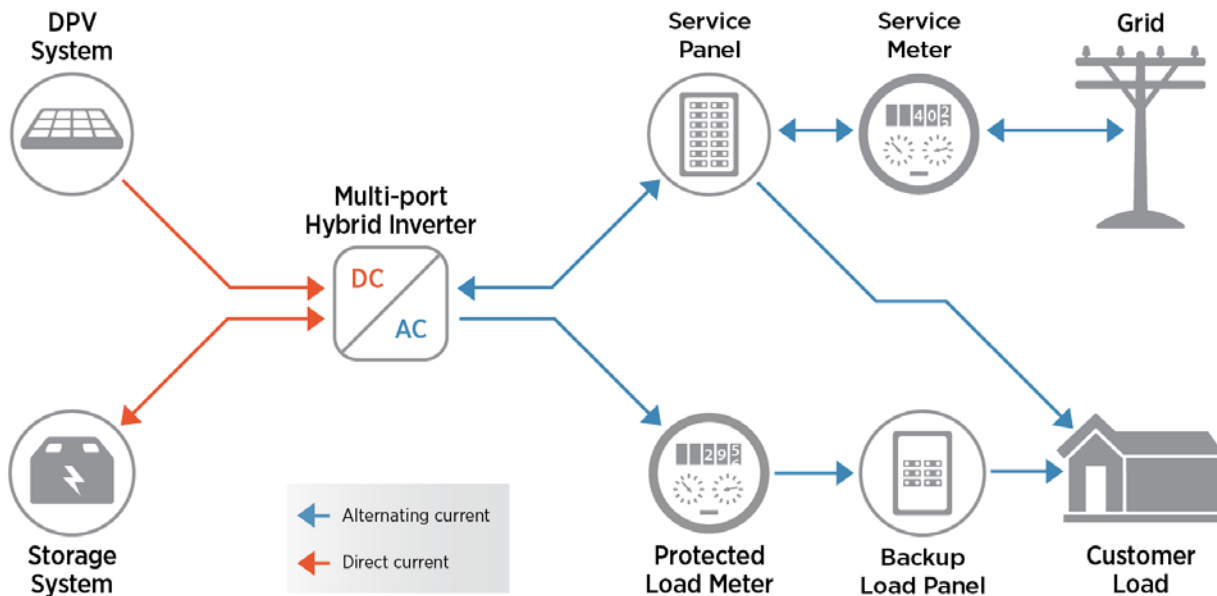 DPV
System
Service
Panel
Service
Meter
Grid
402
Multi-port
Hybrid Inverter
DC
AC
295
Alternating current
Direct current
Storage
System
Protected
Load Meter
Backup
Load Panel
Customer
Load